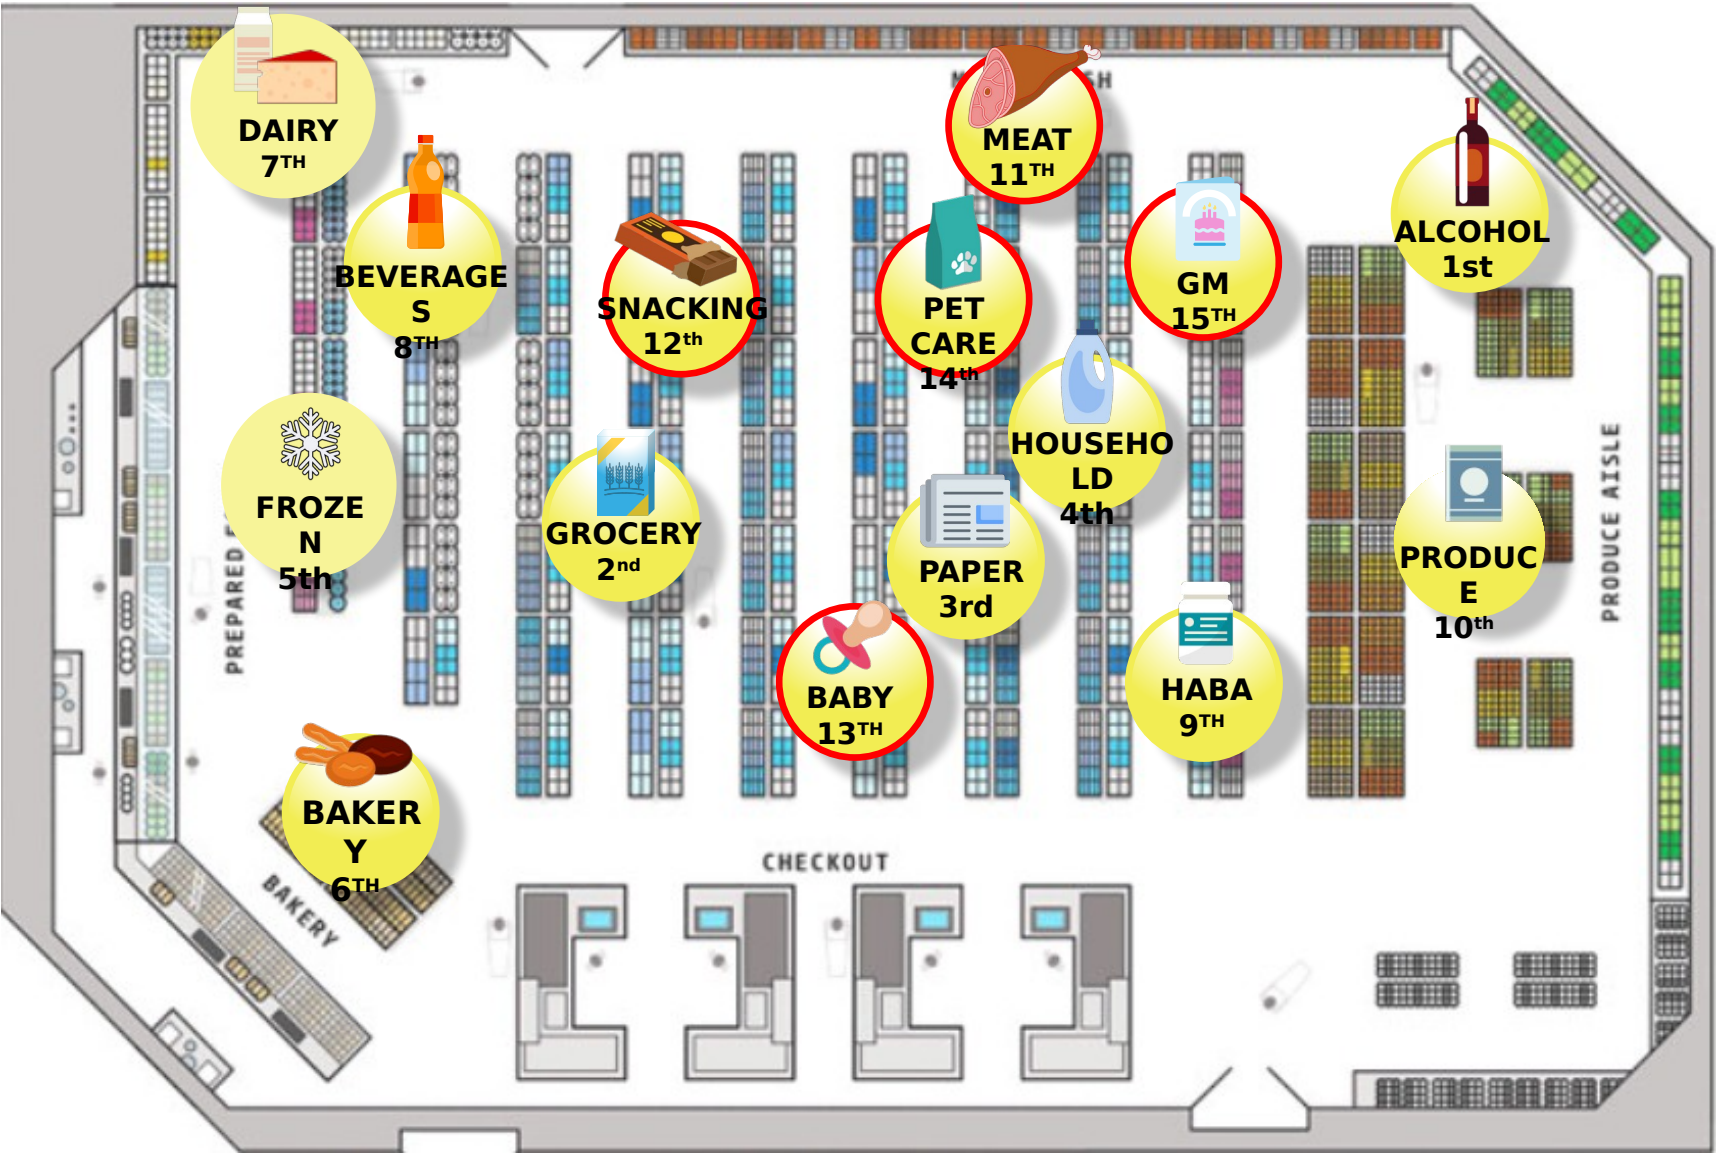 DAIRY
7TH
MEAT
11TH
BEVERAGE
S
8TH
SNACKING
12th
PET
CARE
14th
GM
15TH
ALCOHOL
1st
HOUSEHO
LD
4th
FROZE
N
5th
GROCERY
2nd
PAPER
3rd
PRODUC
E
10th
PRODUCE AISLE
PREPARED
BABY
13TH
HABA
9TH
BAKER
Y
6TH
BAKERY
CHECKOUT